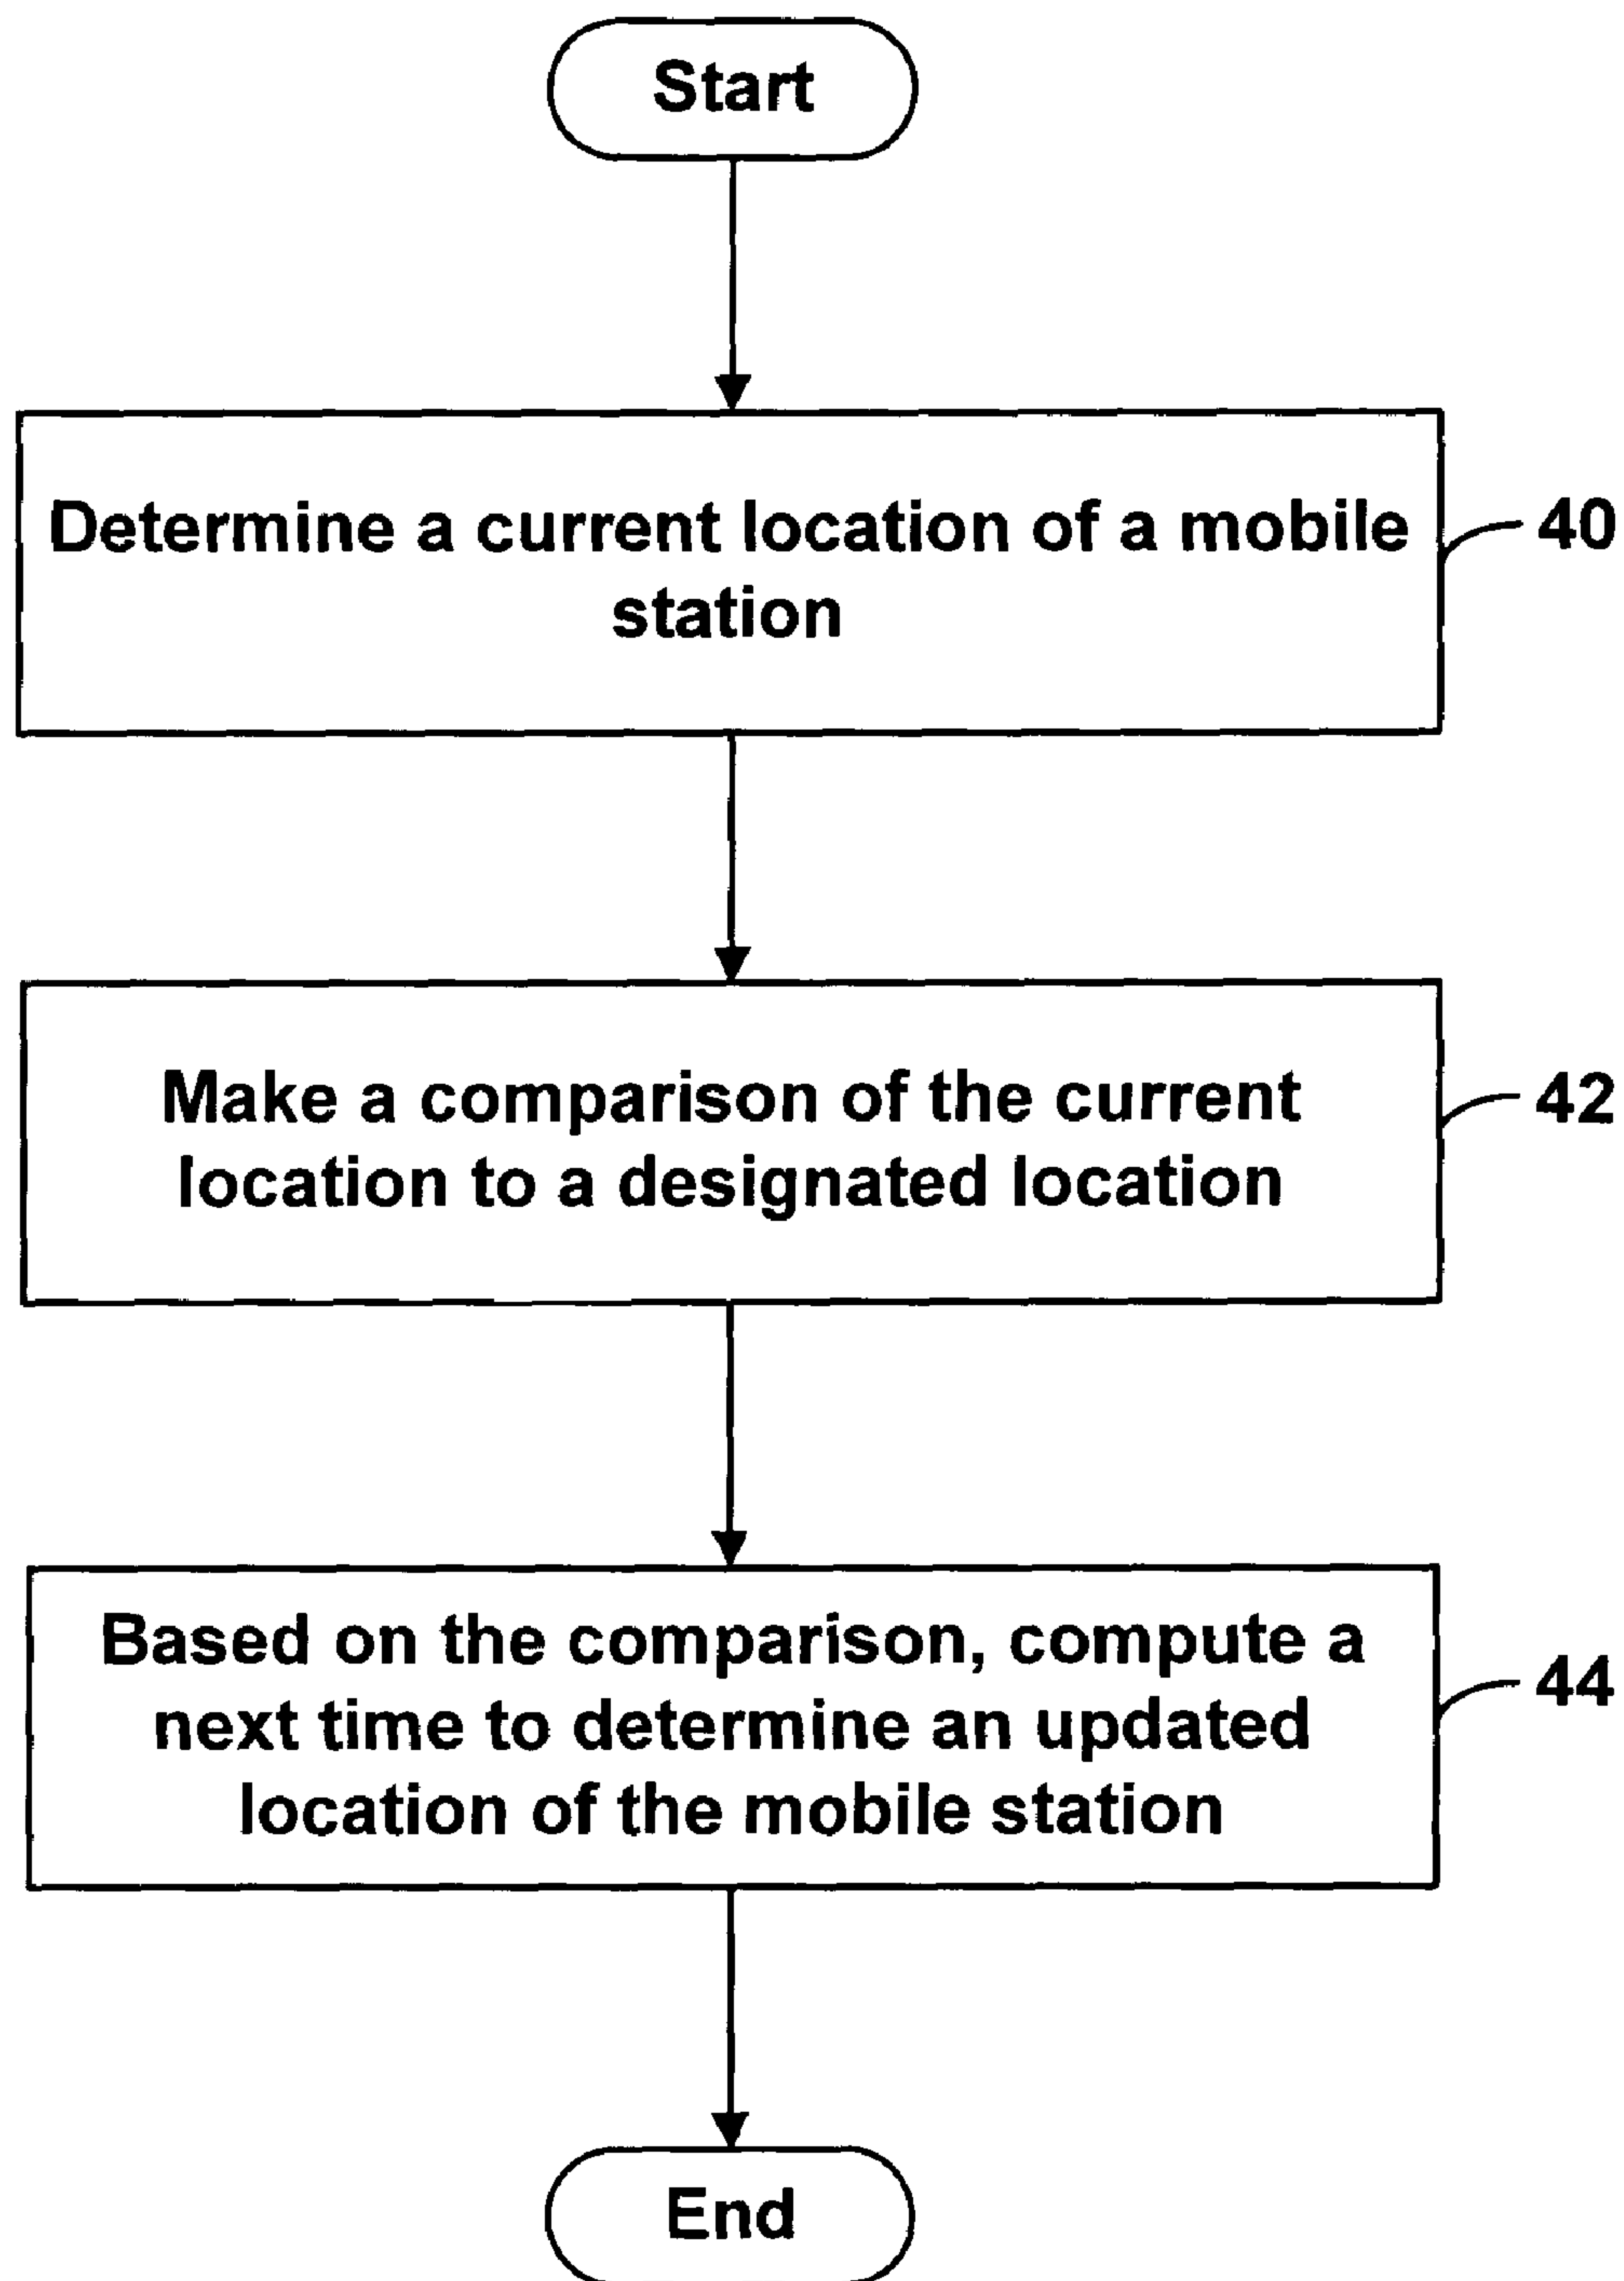 Start
Determine a current location of a mobile
station
40
Make a comparison of the current
location to a designated location
42
Based on the comparison, compute a
next time to determine an updated
location of the mobile station
44
End